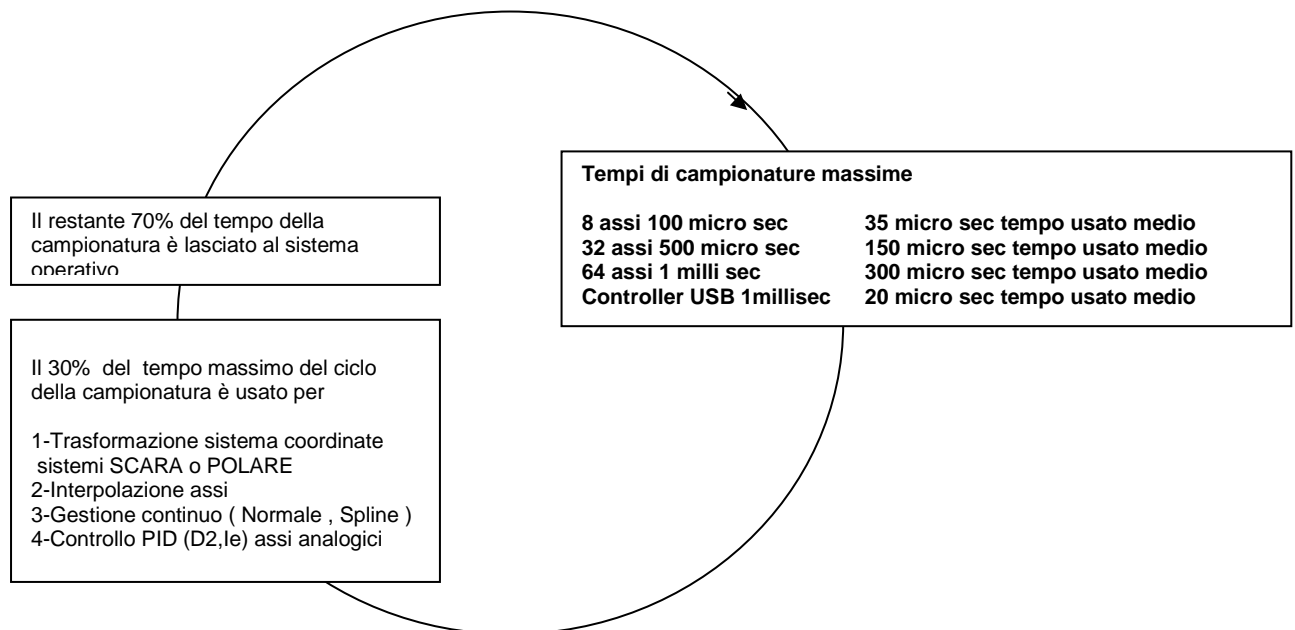 Il restante 70% del tempo della
campionatura è lasciato al sistema
operativo
Il 30% del tempo massimo del ciclo
della campionatura è usato per
1-Trasformazione sistema coordinate
sistemi SCARA o POLARE
2-Interpolazione assi
3-Gestione continuo ( Normale , Spline )
4-Controllo PID (D2,Ie) assi analogici
Tempi di campionature massime
8 assi 100 micro sec 35 micro sec tempo usato medio
32 assi 500 micro sec 150 micro sec tempo usato medio
64 assi 1 milli sec 300 micro sec tempo usato medio
Controller USB 1millisec 20 micro sec tempo usato medio